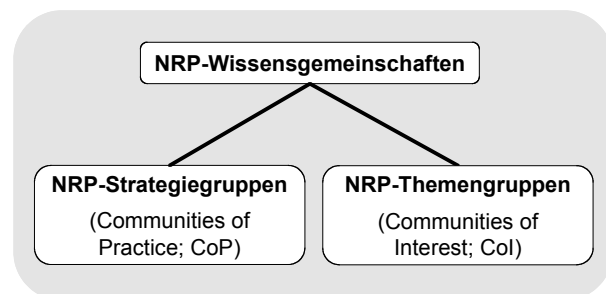 NRP-Wissensgemeinschaften
NRP-Strategiegruppen
(Communities of
Practice; CoP)
NRP-Themengruppen
(Communities of
Interest; CoI)